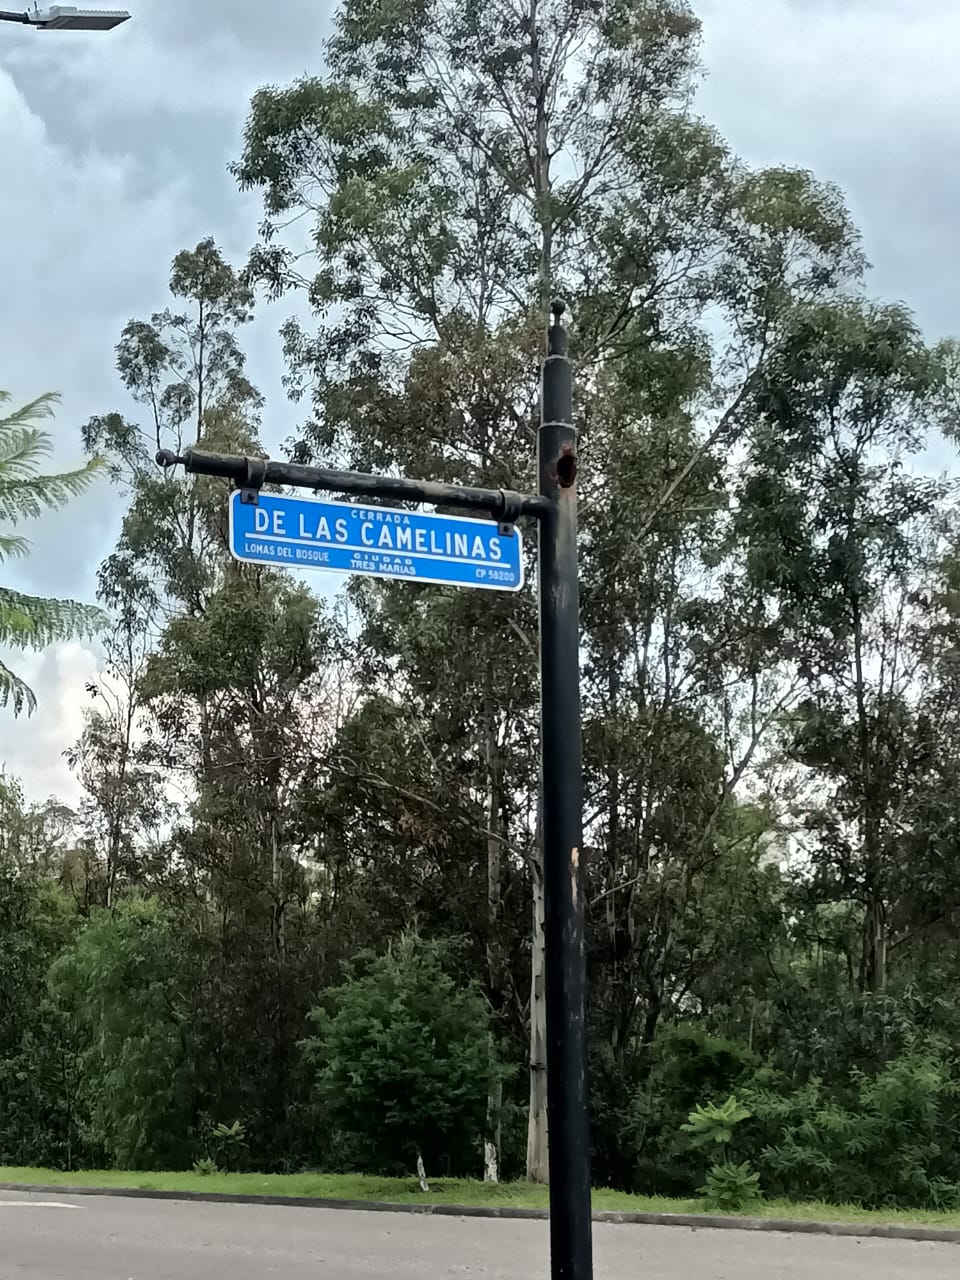 CERRADA
DE LAS CAMELINAS
LOMAS DEL BOSQUE
CIUDAD
TRES MARIAS
CP 58200